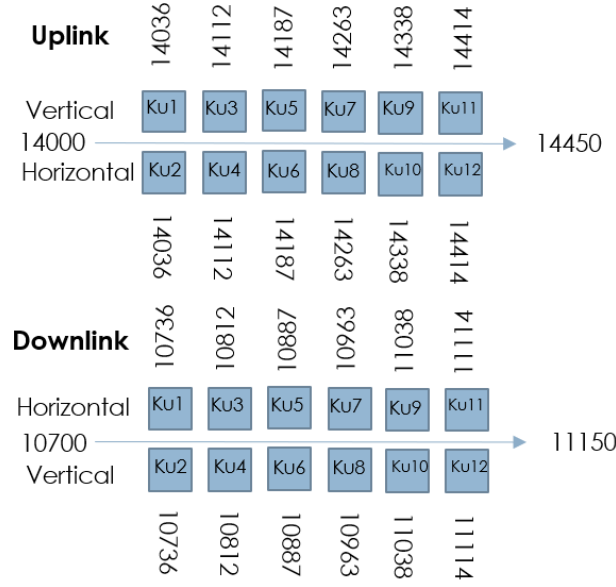 Uplink
14036 14112 14187 14263 14338 14414
Vertical Ku1 Ku3 Ku5 Ku7 Ku9 Ku11
14000 14450
Horizontal Ku2 Ku4 Ku6 Ku8 Ku10 Ku12
14036 14112 14187 14263 14338 14414
Downlink
10736 10812 10887 10963 11038 11114
Horizontal Ku1 Ku3 Ku5 Ku7 Ku9 Ku11
10700 11150
Vertical Ku2 Ku4 Ku6 Ku8 Ku10 Ku12
10736 10812 10887 10963 11038 11114